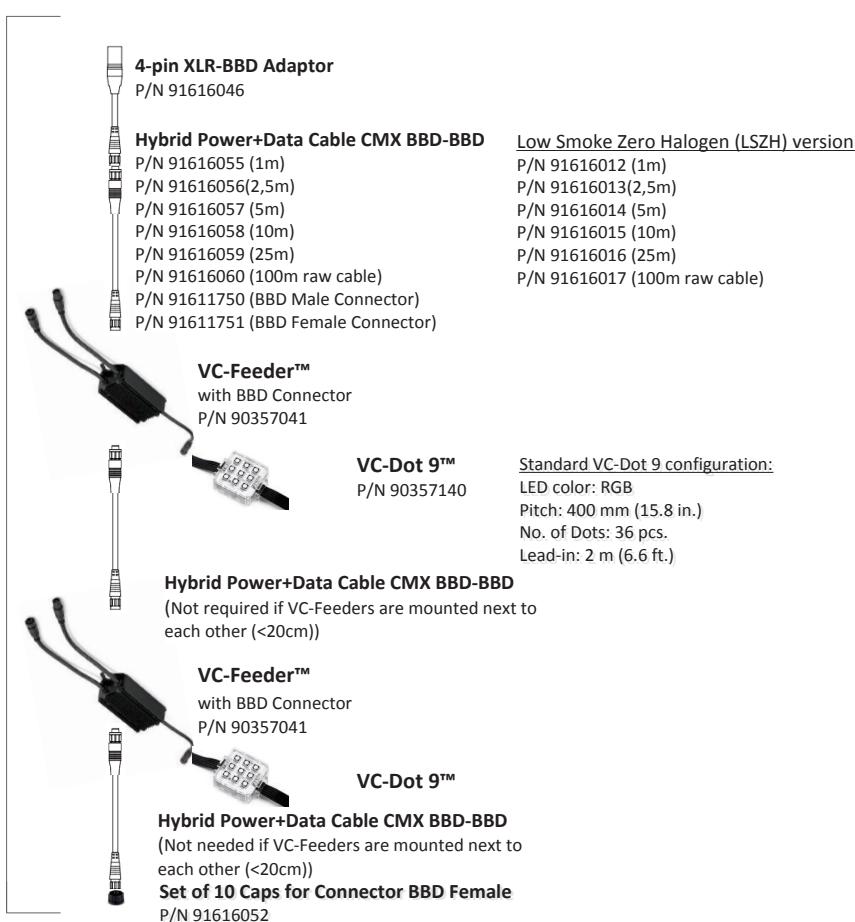 4-pin XLR-BBD Adaptor
P/N 91616046
Hybrid Power+Data Cable CMX BBD-BBD
P/N 91616055 (1m)
P/N 91616056(2,5m)
P/N 91616057 (5m)
P/N 91616058 (10m)
P/N 91616059 (25m)
P/N 91616060 (100m raw cable)
P/N 91611750 (BBD Male Connector)
P/N 91611751 (BBD Female Connector)
Low Smoke Zero Halogen (LSZH) version
P/N 91616012 (1m)
P/N 91616013(2,5m)
P/N 91616014 (5m)
P/N 91616015 (10m)
P/N 91616016 (25m)
P/N 91616017 (100m raw cable)
VC-Feeder™
with BBD Connector
P/N 90357041
VC-Dot 9™
P/N 90357140
Standard VC-Dot 9 configuration:
LED color: RGB
Pitch: 400 mm (15.8 in.)
No. of Dots: 36 pcs.
Lead-in: 2 m (6.6 ft.)
Hybrid Power+Data Cable CMX BBD-BBD
(Not required if VC-Feeders are mounted next to
each other (<20cm))
VC-Feeder™
with BBD Connector
P/N 90357041
VC-Dot 9™
Hybrid Power+Data Cable CMX BBD-BBD
(Not needed if VC-Feeders are mounted next to
each other (<20cm))
Set of 10 Caps for Connector BBD Female
P/N 91616052